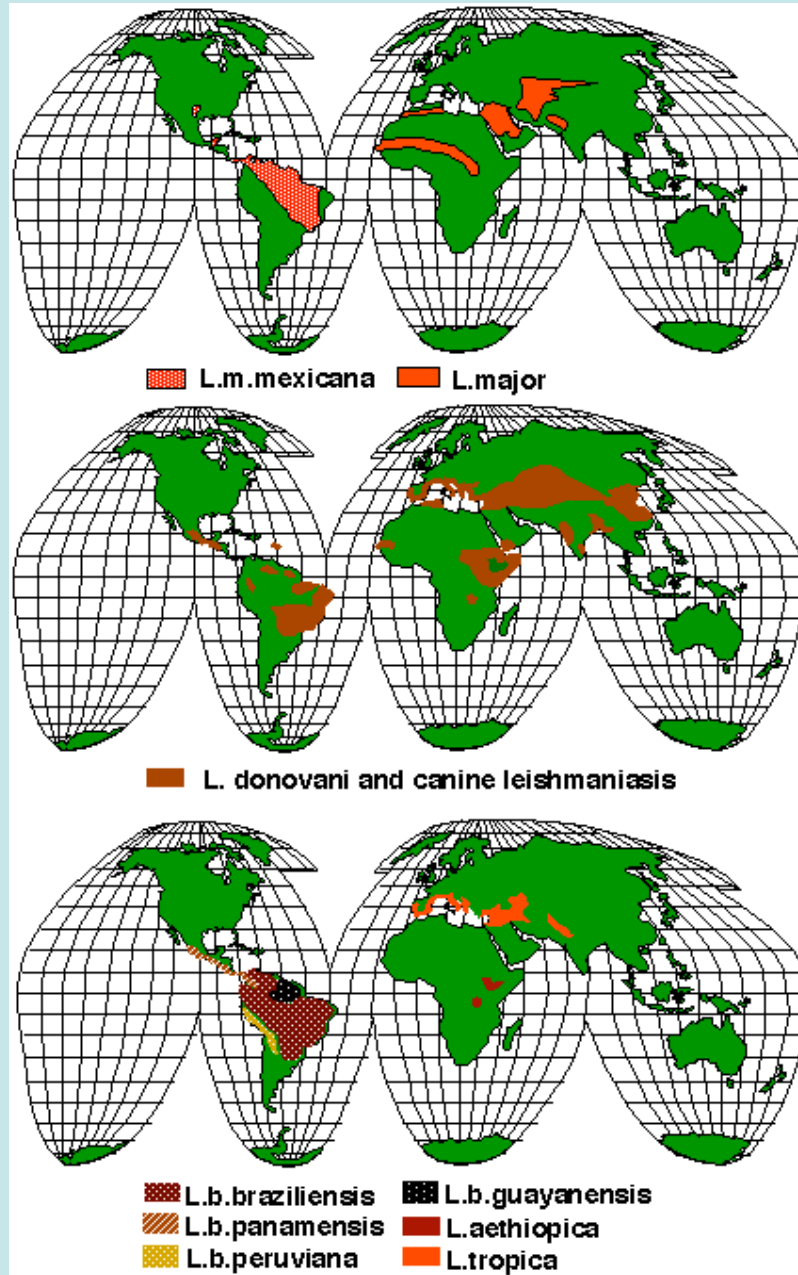 L.m.mexicana L.major
L. donovani and canine leishmaniasis
L.b.braziliensis L.b.guayanensis
L.b.panamensis L.aethiopica
L.b.peruviana L.tropica